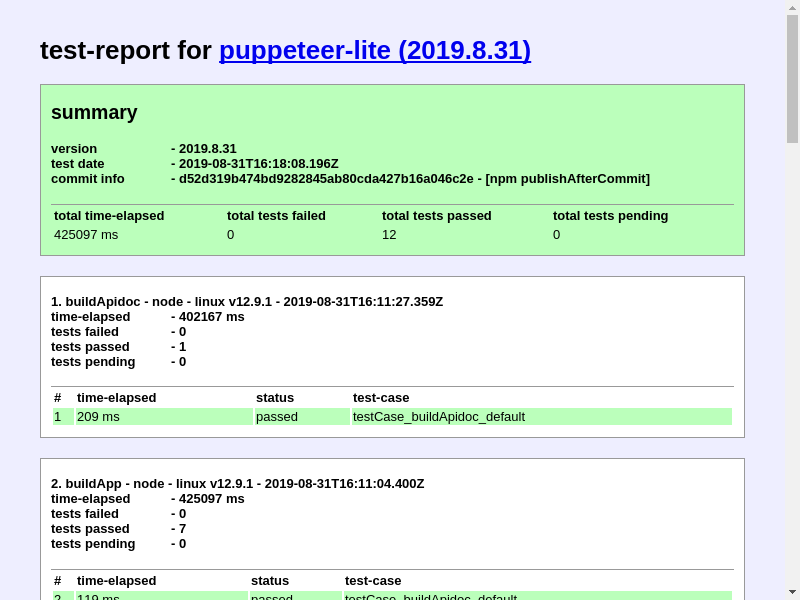 test-report for puppeteer-lite (2019.8.31)
summary
version - 2019.8.31
test date - 2019-08-31T16:18:08.196Z
commit info - d52d319b474bd9282845ab80cda427b16a046c2e - [npm publishAfterCommit]
total time-elapsed total tests failed total tests passed total tests pending
425097 ms 0 12 0
1. buildApidoc - node - linux v12.9.1 - 2019-08-31T16:11:27.359Z
time-elapsed - 402167 ms
tests failed - 0
tests passed - 1
tests pending - 0
# time-elapsed status test-case
1 209 ms passed testCase_buildApidoc_default
2. buildApp - node - linux v12.9.1 - 2019-08-31T16:11:04.400Z
time-elapsed - 425097 ms
tests failed - 0
tests passed - 7
tests pending - 0
# time-elapsed status test-case
2 119 ms passed testCase_buildApidoc_default